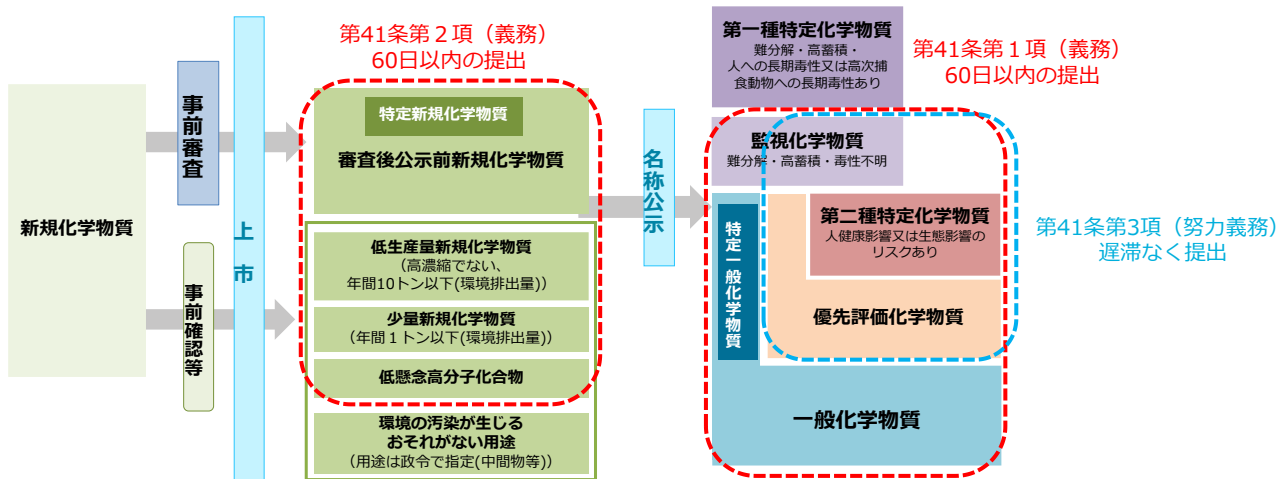 新規化学物質
事前審査
事前確認等
上市
第41条第２項（義務）
60日以内の提出
特定新規化学物質
審査後公示前新規化学物質
低生産量新規化学物質
（高濃縮でない、
年間10トン以下(環境排出量)）
少量新規化学物質
（年間１トン以下(環境排出量)）
低懸念高分子化合物
環境の汚染が生じる
おそれがない用途
（用途は政令で指定(中間物等)）
名称公示
第一種特定化学物質
難分解・高蓄積・
人への長期毒性又は高次捕
食動物への長期毒性あり
第41条第１項（義務）
60日以内の提出
監視化学物質
難分解・高蓄積・毒性不明
特定一般化学物質
第二種特定化学物質
人健康影響又は生態影響の
リスクあり
第41条第3項（努力義務）
遅滞なく提出
優先評価化学物質
一般化学物質